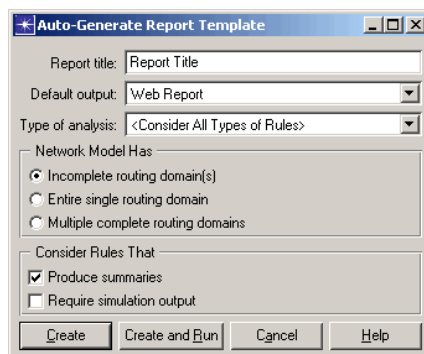 Auto-Generate Report Template
Report title: Report Title
Default output: Web Report
Type of analysis: <Consider All Types of Rules>
Network Model Has
Incomplete routing domain(s)
Entire single routing domain
Multiple complete routing domains
Consider Rules That
Produce summaries
Require simulation output
Create Create and Run Cancel Help